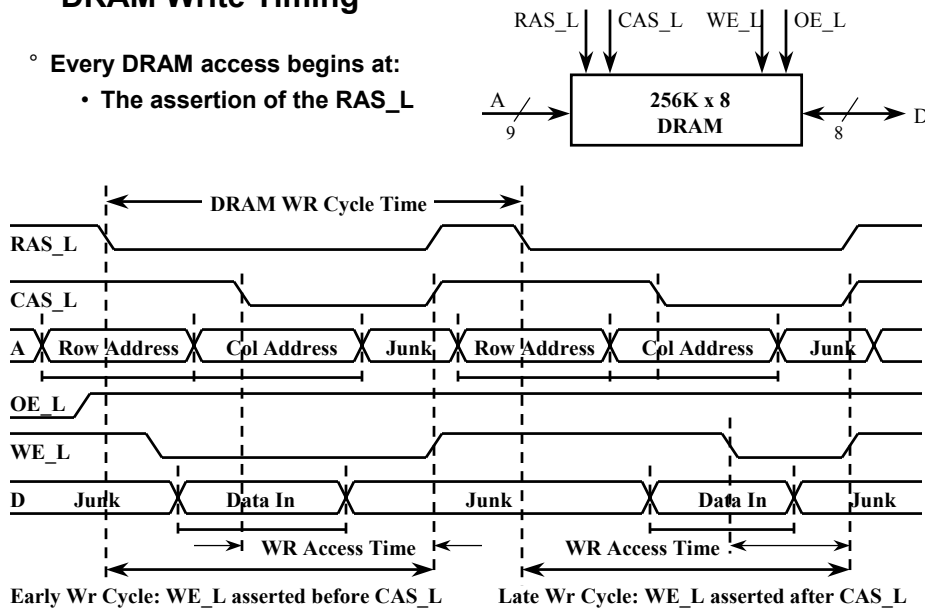 DRAM Write Timing
° Every DRAM access begins at:
• The assertion of the RAS_L
RAS_L CAS_L WE_L OE_L
A 9
256K x 8
DRAM
8 D
DRAM WR Cycle Time
RAS_L
CAS_L
A Row Address Col Address Junk Row Address Col Address Junk
OE_L
WE_L
D Junk Data In Junk Data In Junk
WR Access Time WR Access Time
Early Wr Cycle: WE_L asserted before CAS_L Late Wr Cycle: WE_L asserted after CAS_L